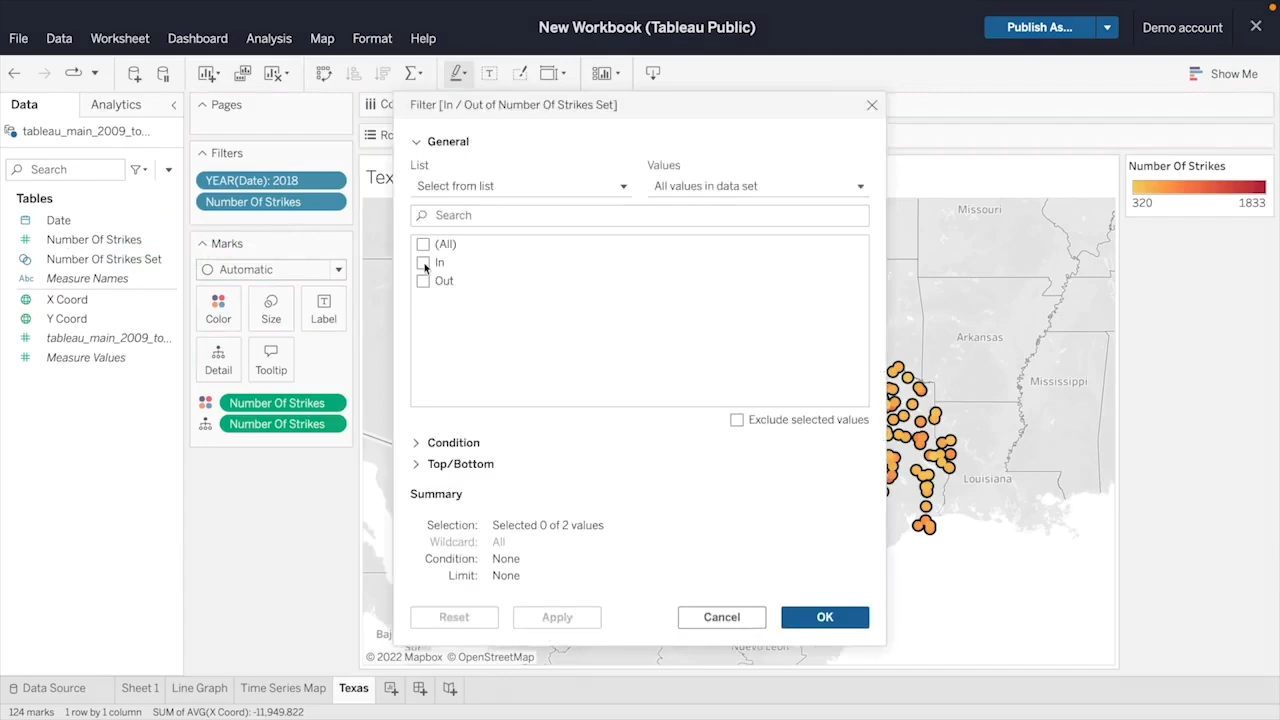 New Workbook (Tableau Public)
Publish As...
Demo account
File Data Worksheet Dashboard Analysis Map Format Help
Show Me
Data Analytics
tableau_main_2009_to...
Search
Tables
Date
Number Of Strikes
Number Of Strikes Set
Abc Measure Names
X Coord
Y Coord
tableau_main_2009_to...
Measure Values
Pages
Filters
YEAR(Date): 2018
Number Of Strikes
Marks
Automatic
Color Size Label
Detail Tooltip
Number Of Strikes
Number Of Strikes
Co
Ro
Tex
Filter [In / Out of Number Of Strikes Set]
General
List Values
Select from list All values in data set
Search
(All)
In
Out
Exclude selected values
Condition
Top/Bottom
Summary
Selection: Selected 0 of 2 values
Wildcard: All
Condition: None
Limit: None
Reset Apply Cancel OK
Missouri
Arkansas
Mississippi
Louisiana
Baj
© 2022 Mapbox © OpenStreetMap
Number Of Strikes
320 1833
Data Source Sheet 1 Line Graph Time Series Map Texas
124 marks 1 row by 1 column SUM of AVG(X Coord): -11,949.822